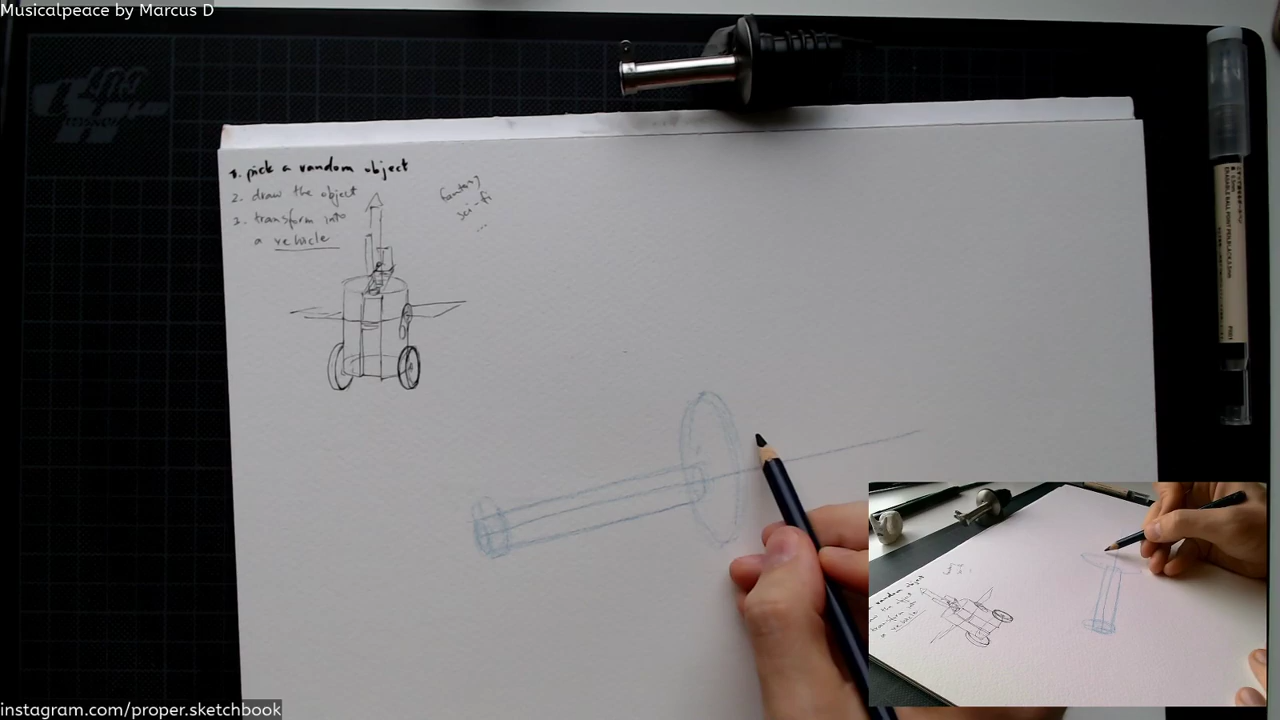 Musicalpeace by Marcus D
1. pick a random object
2. draw the object
3. transform into
a vehicle
fantasy
sci-fi
...
instagram.com/proper.sketchbook